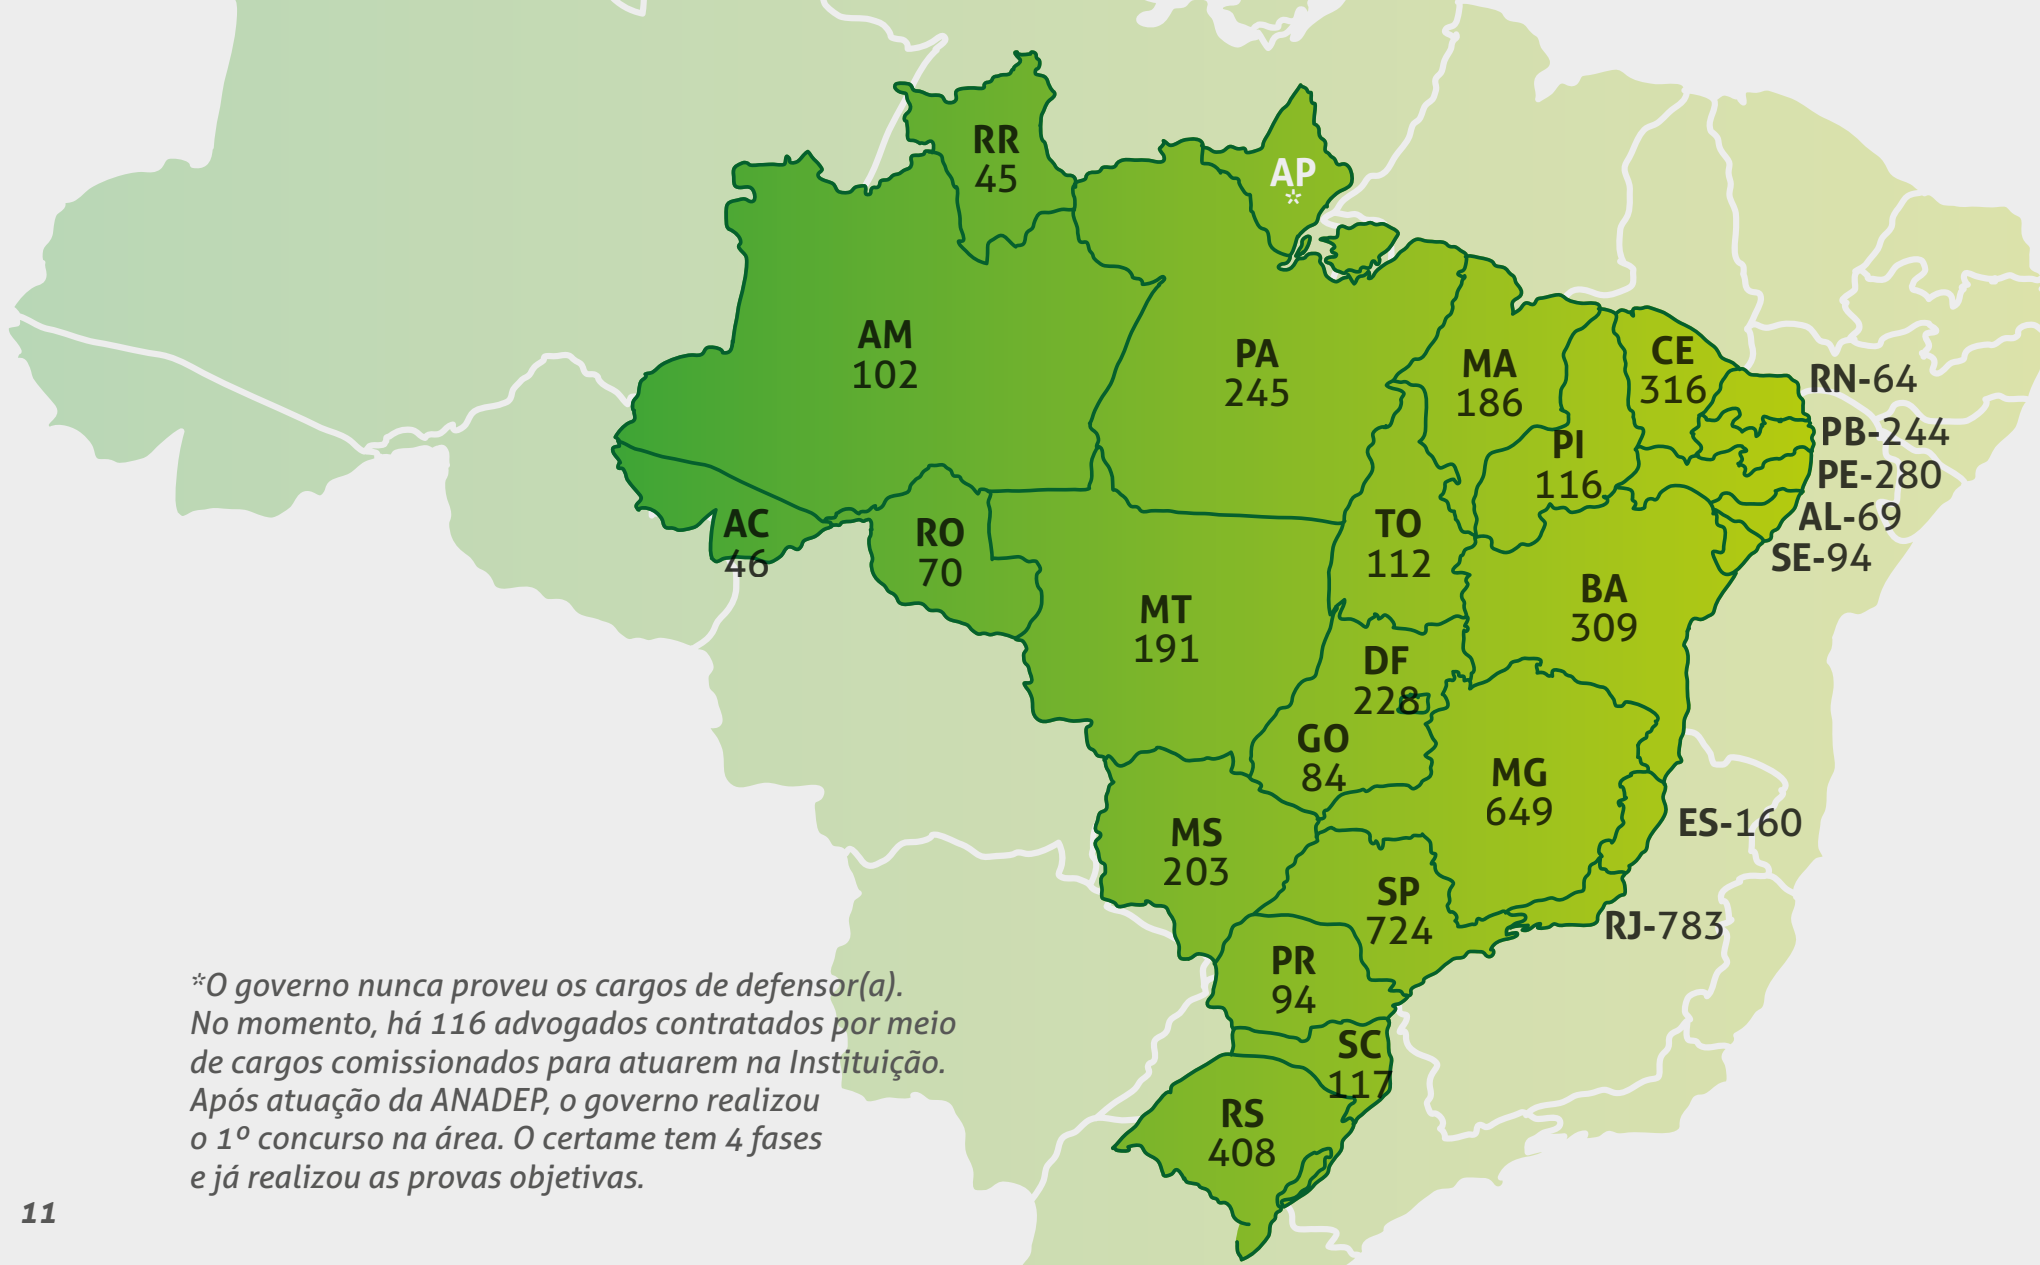 RR
45
AP
*
AM
102
PA
245
MA
186
CE
316
RN-64
PB-244
PI
116
PE-280
AL-69
SE-94
AC
46
RO
70
TO
112
BA
309
MT
191
DF
228
GO
84
MG
649
ES-160
MS
203
SP
724
RJ-783
PR
94
SC
117
RS
408
*O governo nunca proveu os cargos de defensor(a).
No momento, há 116 advogados contratados por meio
de cargos comissionados para atuarem na Instituição.
Após atuação da ANADEP, o governo realizou
o 1º concurso na área. O certame tem 4 fases
e já realizou as provas objetivas.
11